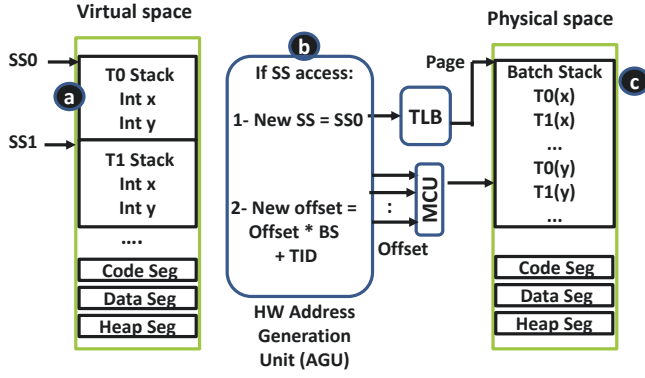 Virtual space
SS0
a
T0 Stack
Int x
Int y
SS1
T1 Stack
Int x
Int y
....
Code Seg
Data Seg
Heap Seg
b
If SS access:
1- New SS = SS0
2- New offset =
Offset * BS
+ TID
HW Address
Generation
Unit (AGU)
Page
TLB
MCU
:
Offset
Physical space
c
Batch Stack
T0(x)
T1(x)
...
T0(y)
T1(y)
...
Code Seg
Data Seg
Heap Seg